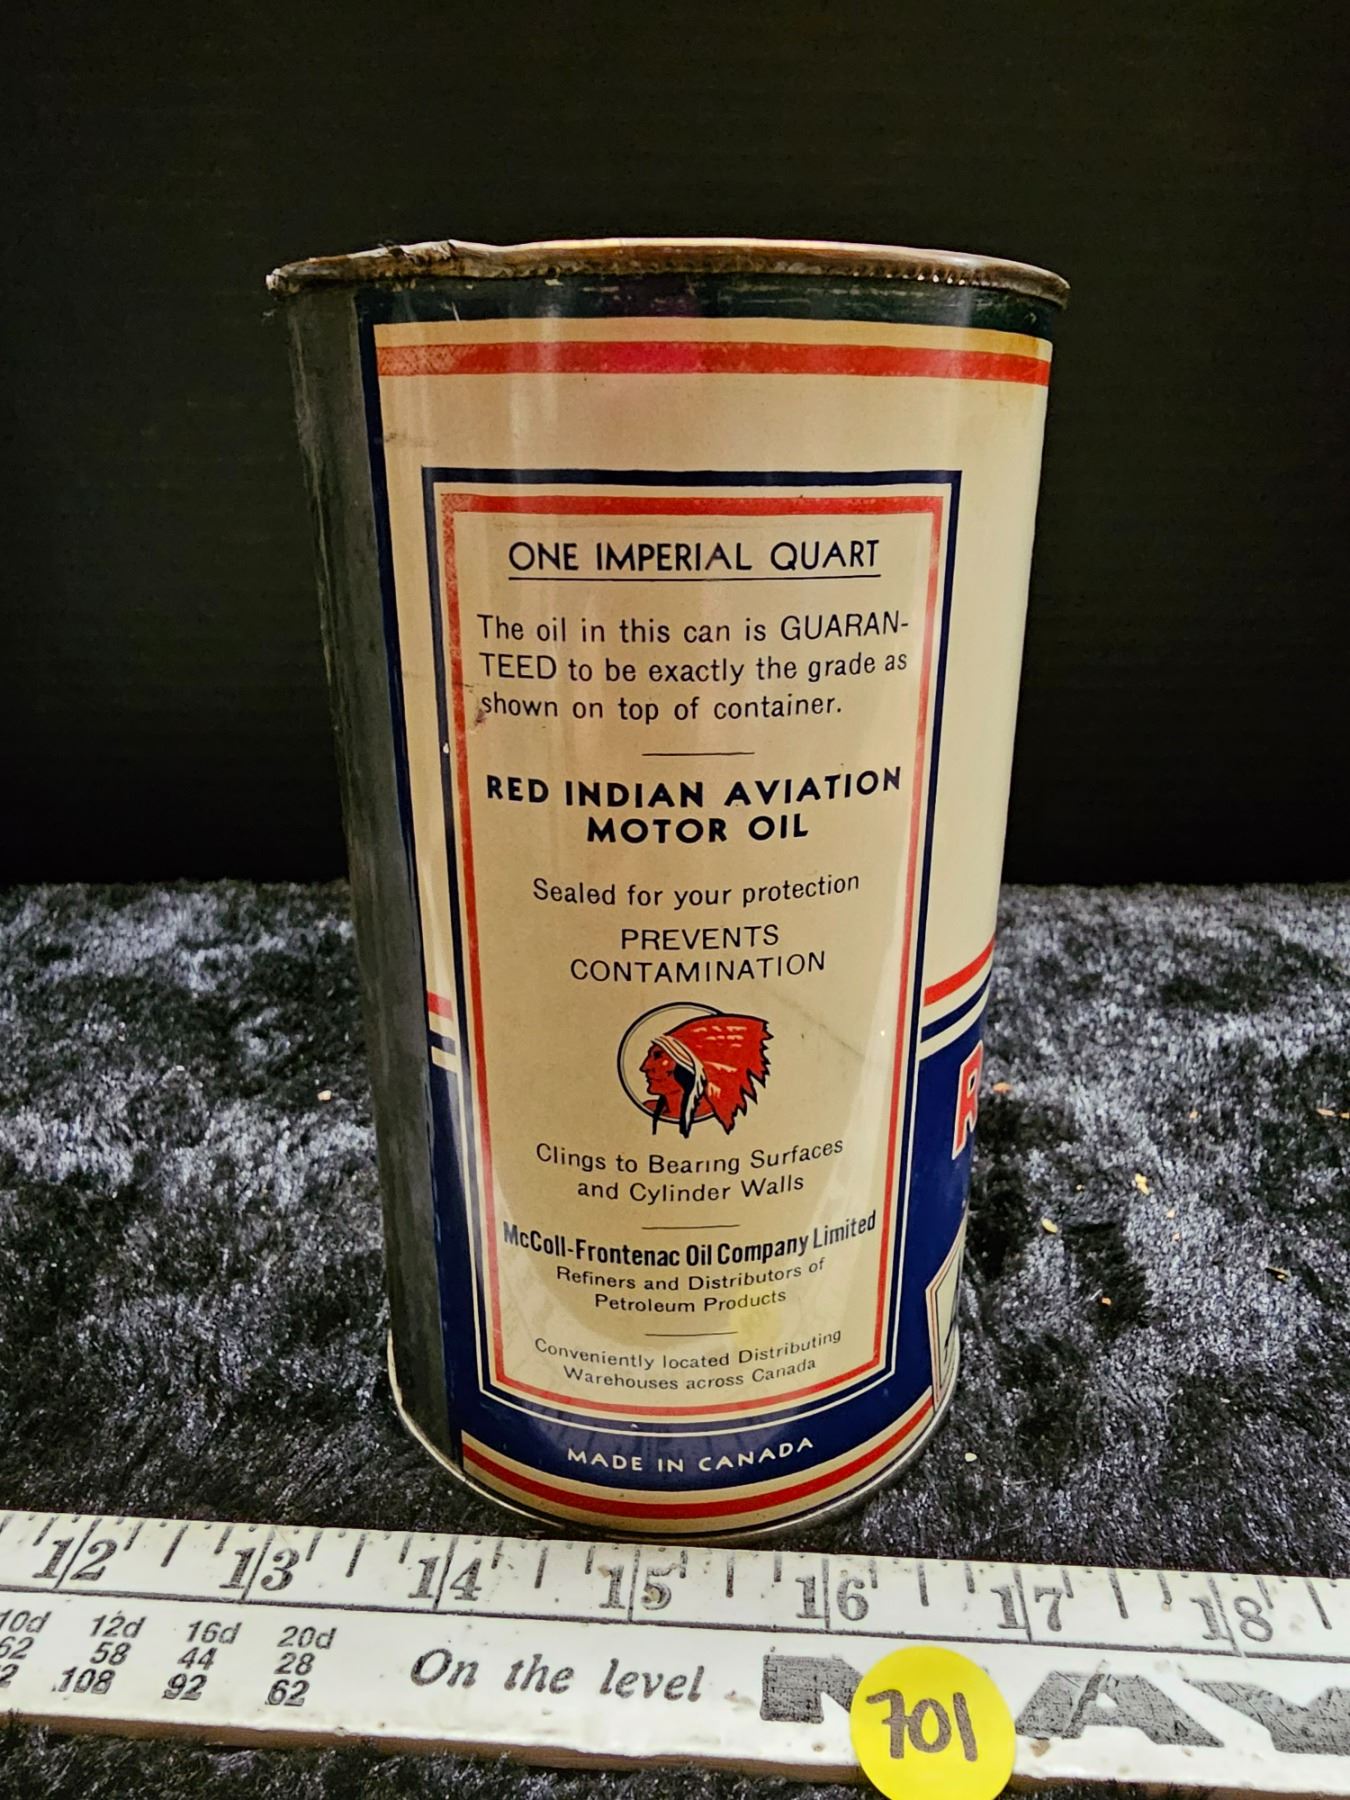 ONE IMPERIAL QUART
The oil in this can is GUARAN-
TEED to be exactly the grade as
shown on top of container.
RED INDIAN AVIATION
MOTOR OIL
Sealed for your protection
PREVENTS
CONTAMINATION
Clings to Bearing Surfaces
and Cylinder Walls
McColl-Frontenac Oil Company Limited
Refiners and Distributors of
Petroleum Products
Conveniently located Distributing
Warehouses across Canada
MADE IN CANADA
R
12 13 14 15 16 17 18
10d 12d 16d 20d
62 58 44 28
108 92 62
On the level
701